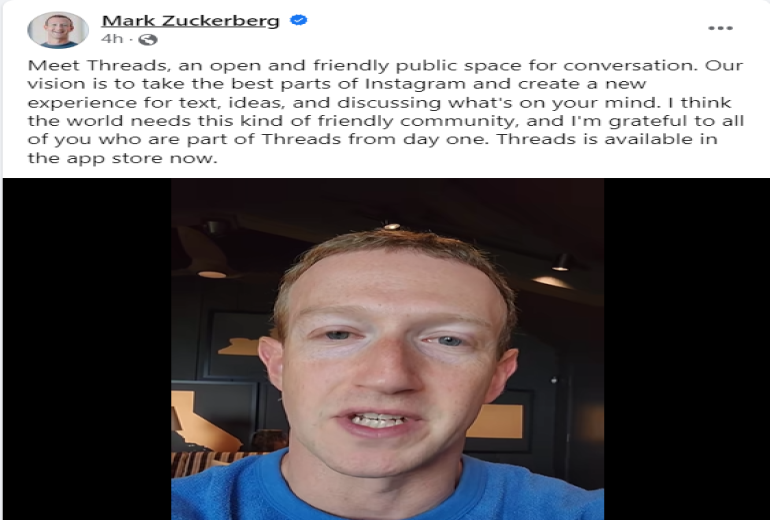 Mark Zuckerberg
4h ·
Meet Threads, an open and friendly public space for conversation. Our
vision is to take the best parts of Instagram and create a new
experience for text, ideas, and discussing what's on your mind. I think
the world needs this kind of friendly community, and I'm grateful to all
of you who are part of Threads from day one. Threads is available in
the app store now.